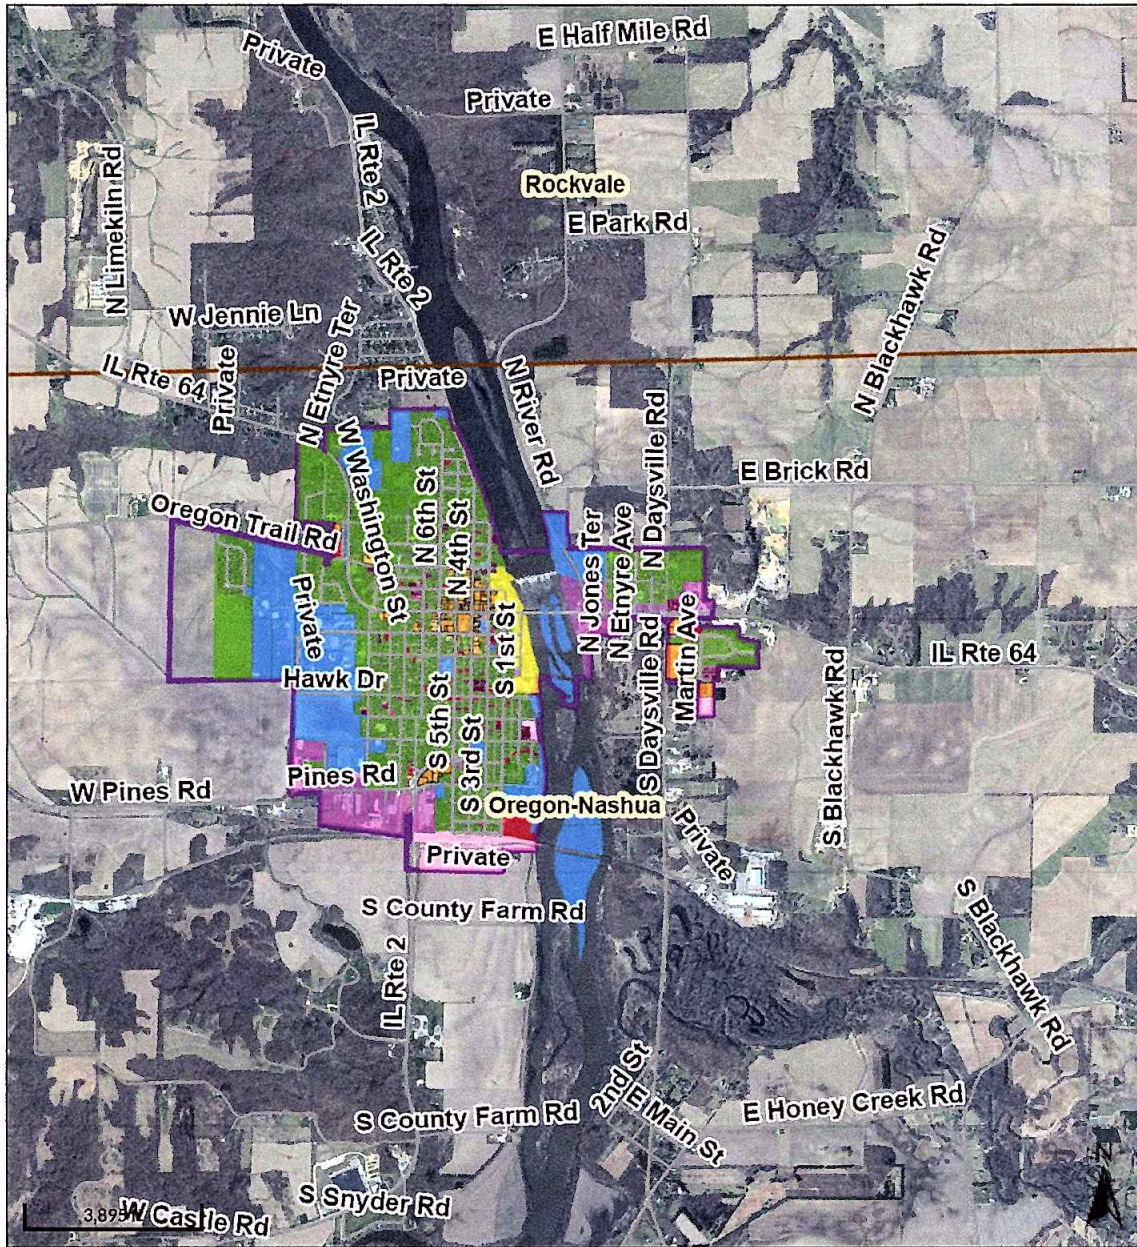 E Half Mile Rd
Private
Private
IL Rte 2
N Limekiln Rd
Rockvale
E Park Rd
IL Rte 2
N Blackhawk Rd
W Jennie Ln
N Etnyre Ter
IL Rte 64
Private
Private
N River Rd
N Daysville Rd
W Washington St
E Brick Rd
N 6th St
Oregon Trail Rd
N 4th St
N Jones Ter
N Etnyre Ave
Private
S 1st St
S Daysville Rd
Martin Ave
IL Rte 64
Hawk Dr
S Blackhawk Rd
S 5th St
S 3rd St
Pines Rd
W Pines Rd
Oregon-Nashua
Private
Private
S County Farm Rd
S Blackhawk Rd
IL Rte 2
2nd St
E Main St
E Honey Creek Rd
S County Farm Rd
N
S Snyder Rd
W Castle Rd